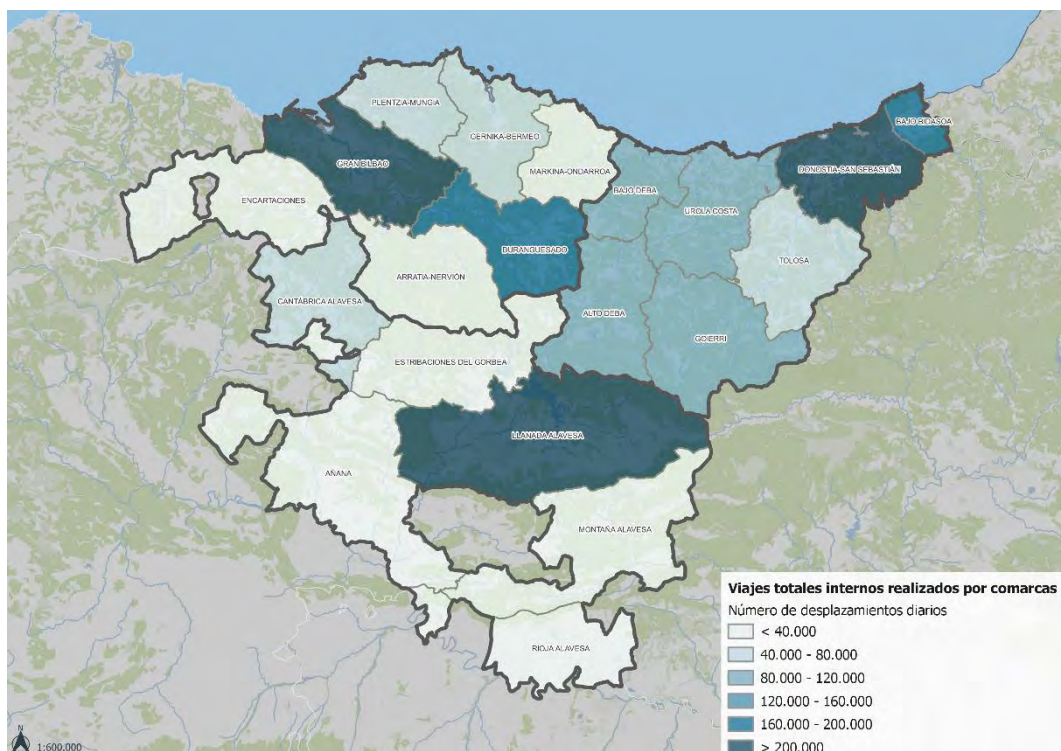 PLENTZIA-MUNGIA
GERNIKA-BERMEO
BAJO BIDASOA
GRAN BILBAO
DONOSTIA-SAN SEBASTIÁN
MARKINA-ONDARROA
BAJO DEBA
ENCARTACIONES
UROLA COSTA
DURANGUESADO
TOLOSA
ARRATIA-NERVIÓN
CANTÁBRICA ALAVESA
ALTO DEBA
GOIERRI
ESTRIBACIONES DEL GORBEA
LLANADA ALAVESA
AÑANA
MONTAÑA ALAVESA
RIOJA ALAVESA
Viajes totales internos realizados por comarcas
Número de desplazamientos diarios
< 40.000
40.000 - 80.000
80.000 - 120.000
120.000 - 160.000
160.000 - 200.000
> 200.000
N
1:600.000